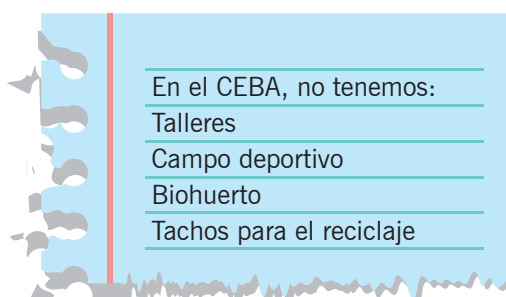 En el CEBA, no tenemos:
Talleres
Campo deportivo
Biohuerto
Tachos para el reciclaje